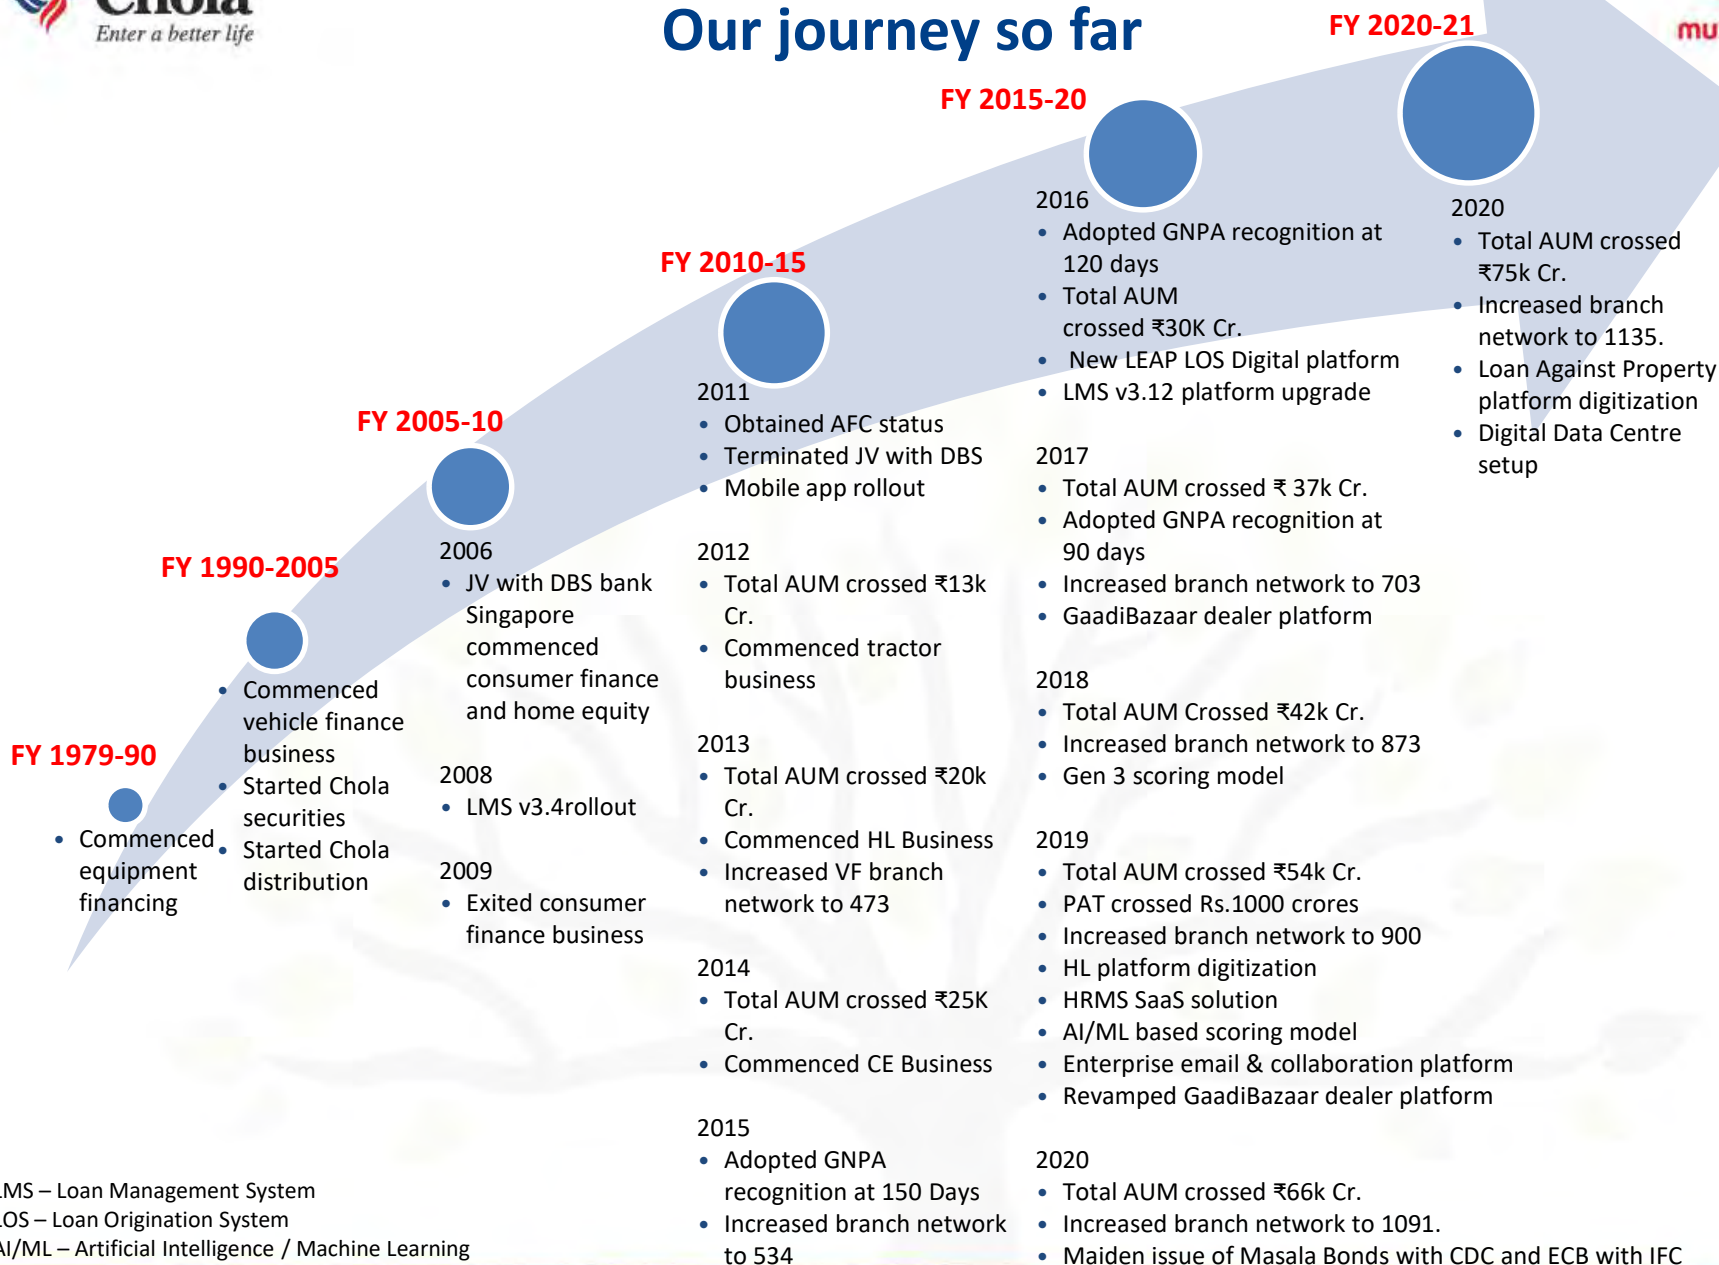 Chola
Enter a better life
Our journey so far
FY 1979-90
• Commenced
equipment
financing
FY 1990-2005
• Commenced
vehicle finance
business
• Started Chola
securities
• Started Chola
distribution
FY 2005-10
2006
• JV with DBS bank
Singapore
commenced
consumer finance
and home equity
2008
• LMS v3.4rollout
2009
• Exited consumer
finance business
FY 2010-15
2011
• Obtained AFC status
• Terminated JV with DBS
• Mobile app rollout
2012
• Total AUM crossed ₹13k
Cr.
• Commenced tractor
business
2013
• Total AUM crossed ₹20k
Cr.
• Commenced HL Business
• Increased VF branch
network to 473
2014
• Total AUM crossed ₹25K
Cr.
• Commenced CE Business
2015
• Adopted GNPA
recognition at 150 Days
• Increased branch network
to 534
FY 2015-20
2016
• Adopted GNPA recognition at
120 days
• Total AUM
crossed ₹30K Cr.
• New LEAP LOS Digital platform
• LMS v3.12 platform upgrade
2017
• Total AUM crossed ₹ 37k Cr.
• Adopted GNPA recognition at
90 days
• Increased branch network to 703
• GaadiBazaar dealer platform
2018
• Total AUM Crossed ₹42k Cr.
• Increased branch network to 873
• Gen 3 scoring model
2019
• Total AUM crossed ₹54k Cr.
• PAT crossed Rs.1000 crores
• Increased branch network to 900
• HL platform digitization
• HRMS SaaS solution
• AI/ML based scoring model
• Enterprise email & collaboration platform
• Revamped GaadiBazaar dealer platform
2020
• Total AUM crossed ₹66k Cr.
• Increased branch network to 1091.
• Maiden issue of Masala Bonds with CDC and ECB with IFC
FY 2020-21
mu
2020
• Total AUM crossed
₹75k Cr.
• Increased branch
network to 1135.
• Loan Against Property
platform digitization
• Digital Data Centre
setup
LMS – Loan Management System
LOS – Loan Origination System
AI/ML – Artificial Intelligence / Machine Learning